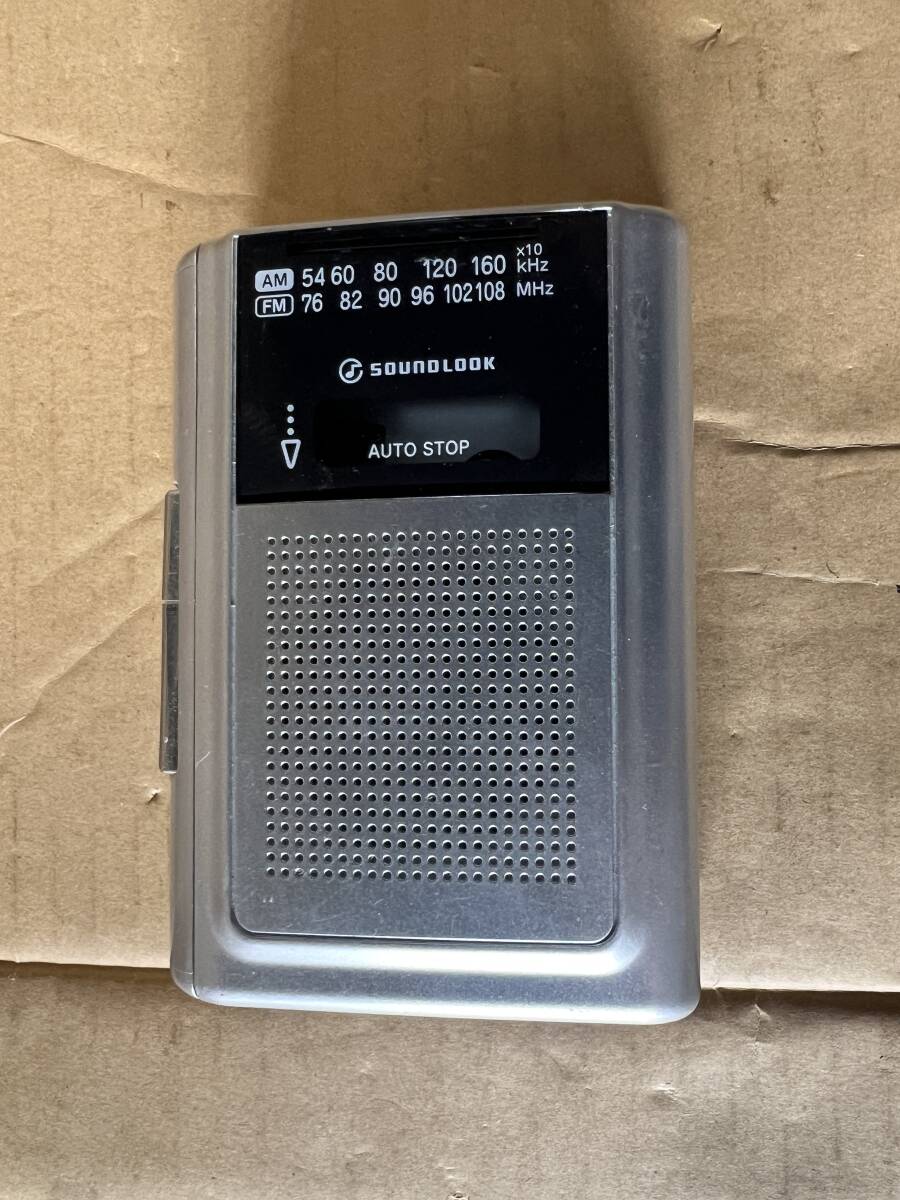 AM 54 60 80 120 160 x10 kHz
FM 76 82 90 96 102 108 MHz
SOUNDLOOK
AUTO STOP